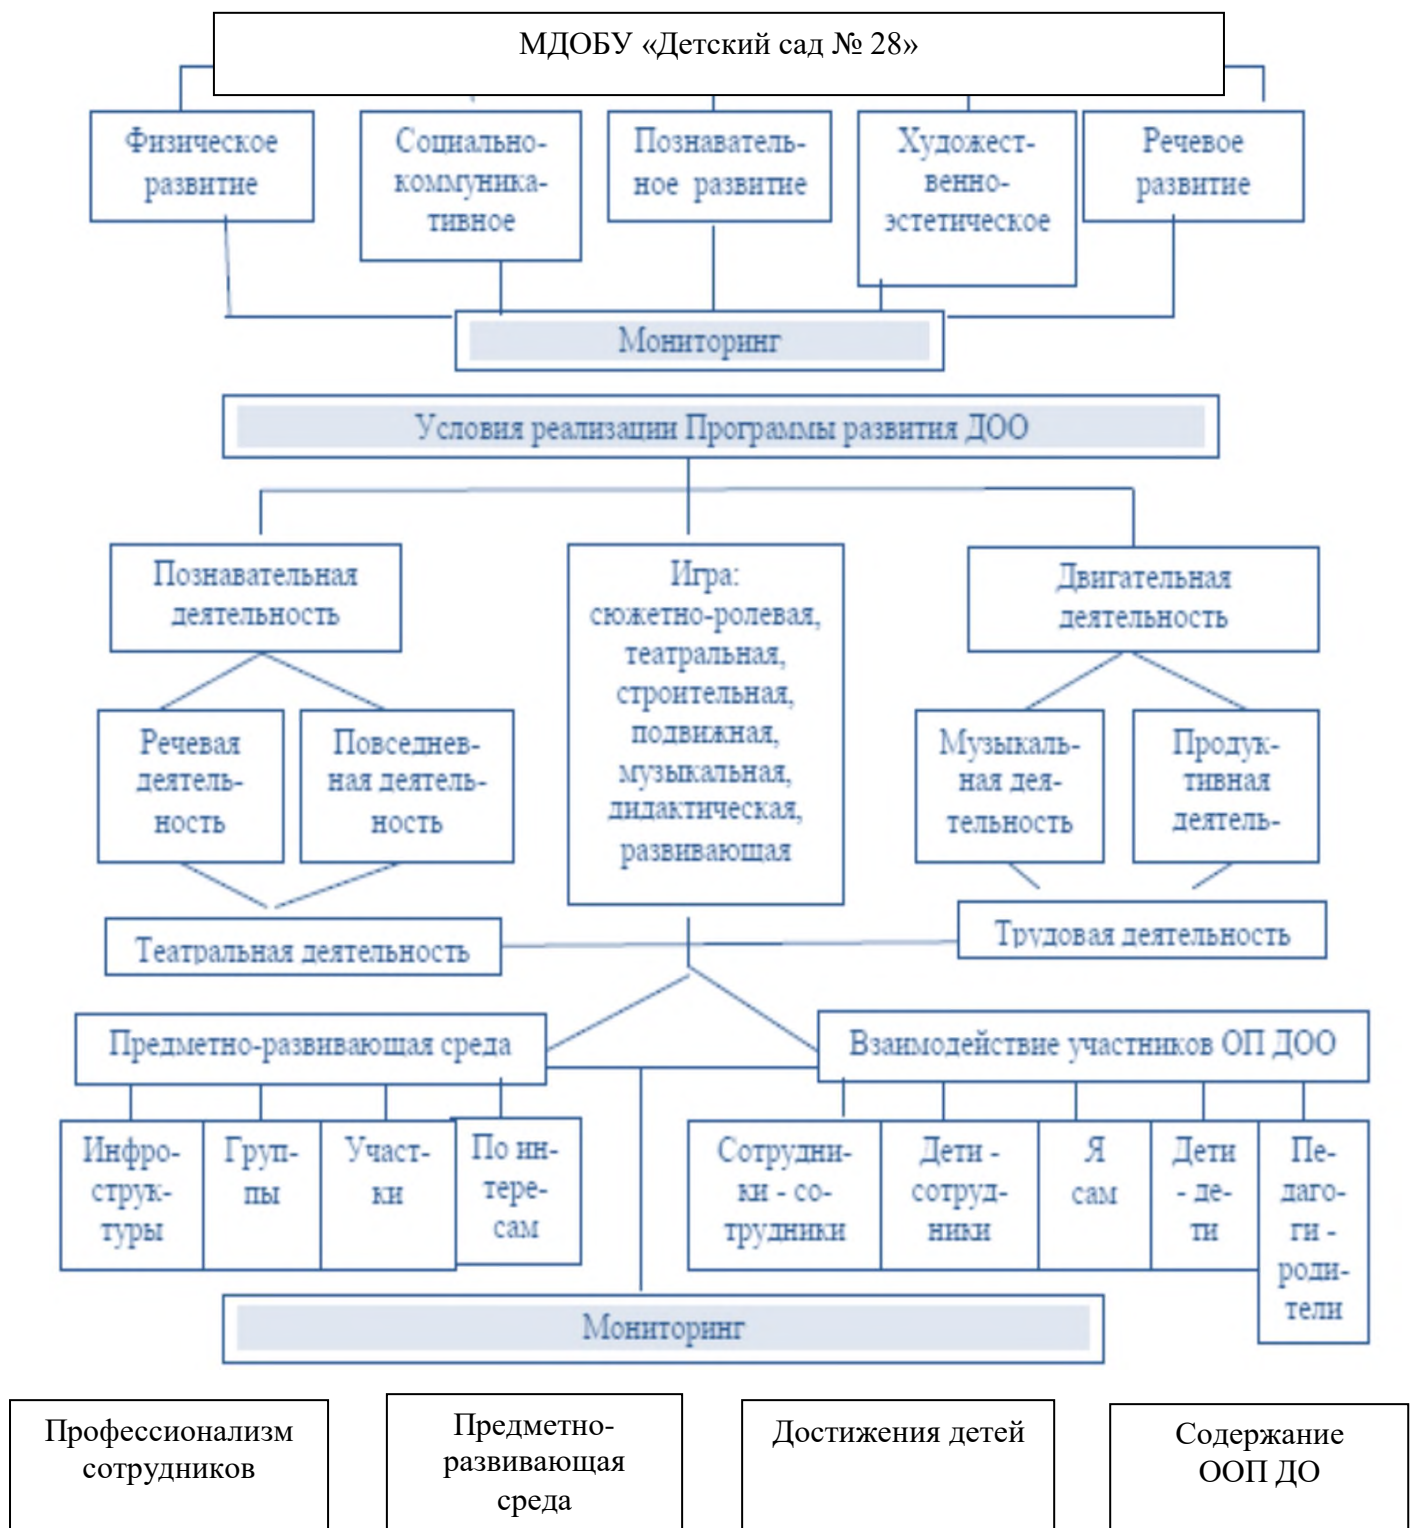 МДОБУ «Детский сад № 28»
Физическое
развитие
Социально-
коммуника-
тивное
Познаватель-
ное развитие
Художест-
венно-
эстетическое
Речевое
развитие
Мониторинг
Условия реализации Программы развития ДОО
Познавательная
деятельность
Игра:
сюжетно-ролевая,
театральная,
строительная,
подвижная,
музыкальная,
дидактическая,
развивающая
Двигательная
деятельность
Речевая
деятель-
ность
Повседнев-
ная деятель-
ность
Музыкаль-
ная дея-
тельность
Продук-
тивная
деятель-
Театральная деятельность
Трудовая деятельность
Предметно-развивающая среда
Взаимодействие участников ОП ДОО
Инфро-
струк-
туры
Груп-
пы
Участ-
ки
По ин-
тере-
сам
Сотрудни-
ки - со-
трудники
Дети -
сотруд-
ники
Я
сам
Дети
- де-
ти
Пе-
даго-
ги -
роди-
тели
Мониторинг
Профессионализм
сотрудников
Предметно-
развивающая
среда
Достижения детей
Содержание
ООП ДО